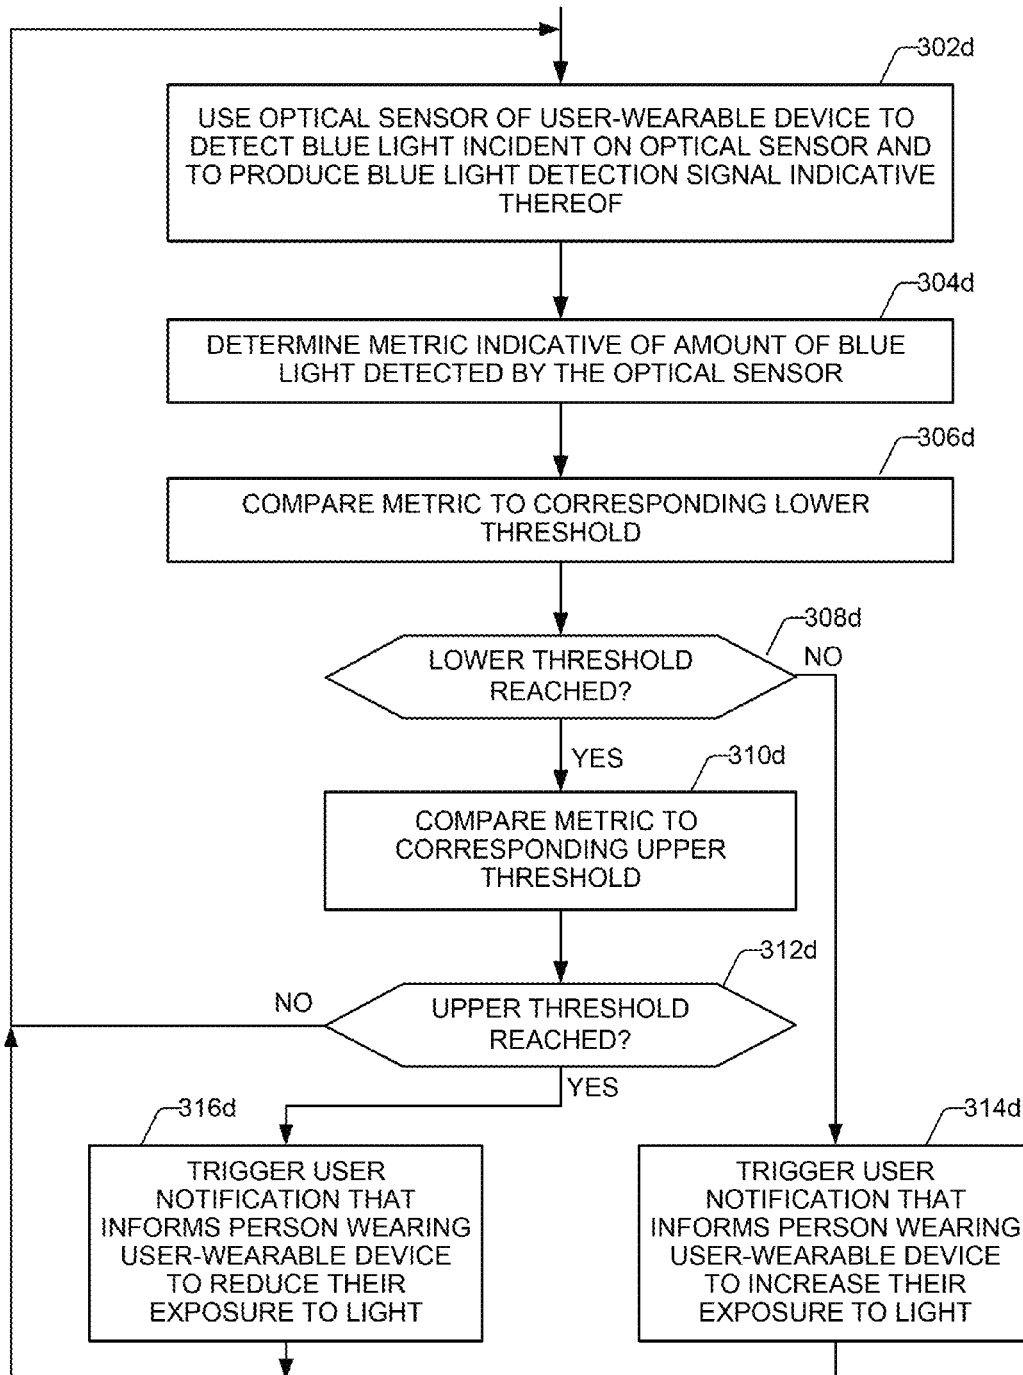 302d
USE OPTICAL SENSOR OF USER-WEARABLE DEVICE TO
DETECT BLUE LIGHT INCIDENT ON OPTICAL SENSOR AND
TO PRODUCE BLUE LIGHT DETECTION SIGNAL INDICATIVE
THEREOF
304d
DETERMINE METRIC INDICATIVE OF AMOUNT OF BLUE
LIGHT DETECTED BY THE OPTICAL SENSOR
306d
COMPARE METRIC TO CORRESPONDING LOWER
THRESHOLD
308d
LOWER THRESHOLD
REACHED?
NO
YES
310d
COMPARE METRIC TO
CORRESPONDING UPPER
THRESHOLD
312d
UPPER THRESHOLD
REACHED?
NO
YES
316d
TRIGGER USER
NOTIFICATION THAT
INFORMS PERSON WEARING
USER-WEARABLE DEVICE
TO REDUCE THEIR
EXPOSURE TO LIGHT
314d
TRIGGER USER
NOTIFICATION THAT
INFORMS PERSON WEARING
USER-WEARABLE DEVICE
TO INCREASE THEIR
EXPOSURE TO LIGHT